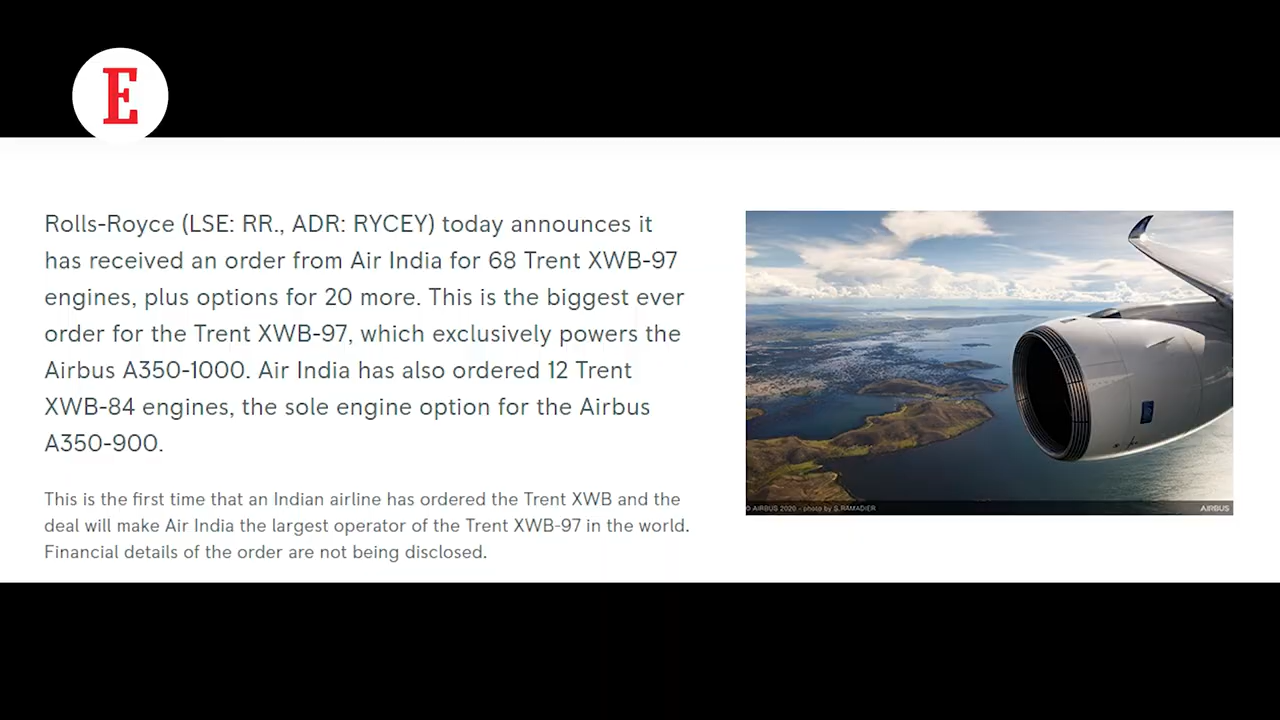 E
Rolls-Royce (LSE: RR., ADR: RYCEY) today announces it
has received an order from Air India for 68 Trent XWB-97
engines, plus options for 20 more. This is the biggest ever
order for the Trent XWB-97, which exclusively powers the
Airbus A350-1000. Air India has also ordered 12 Trent
XWB-84 engines, the sole engine option for the Airbus
A350-900.
This is the first time that an Indian airline has ordered the Trent XWB and the
deal will make Air India the largest operator of the Trent XWB-97 in the world.
Financial details of the order are not being disclosed.
© AIRBUS 2020 - photo by S.RAMADIER
AIRBUS